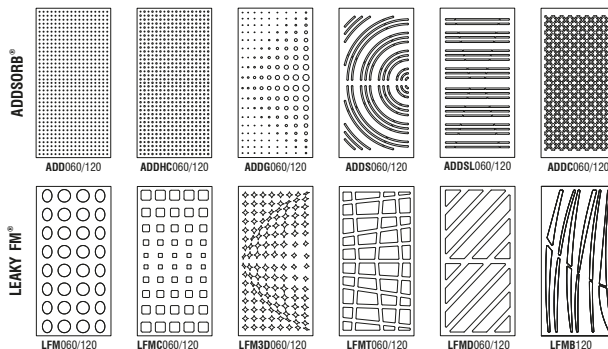 ADDSORB®
ADD060/120 ADDHC060/120 ADDG060/120 ADDS060/120 ADDSL060/120 ADDC060/120
LEAKY FM®
LFM060/120 LFMC060/120 LFM3D060/120 LFMT060/120 LFMD060/120 LFMB120